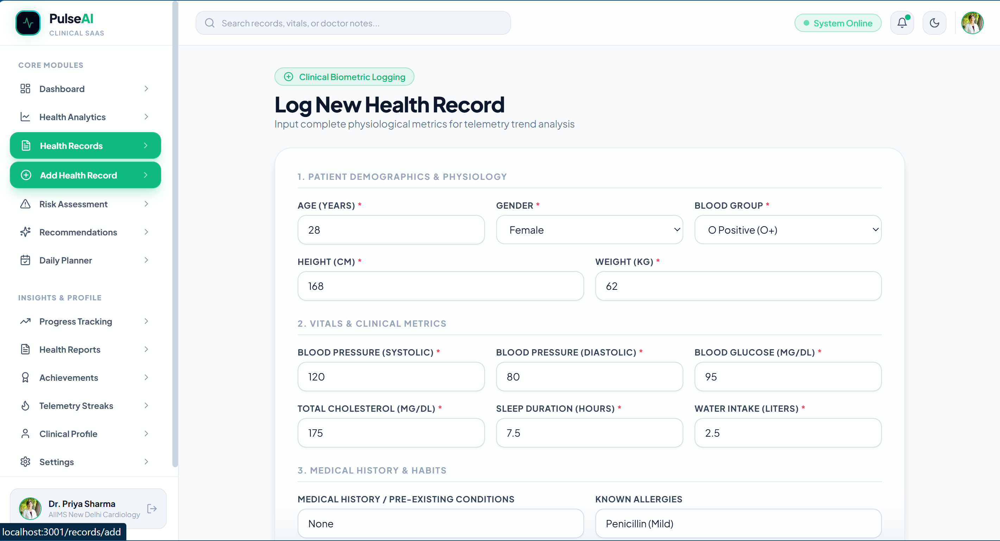 PulseAI
CLINICAL SAAS
CORE MODULES
Dashboard
Health Analytics
Health Records
Add Health Record
Risk Assessment
Recommendations
Daily Planner
INSIGHTS & PROFILE
Progress Tracking
Health Reports
Achievements
Telemetry Streaks
Clinical Profile
Settings
Dr. Priya Sharma
AIIMS New Delhi Cardiology
localhost:3001/records/add
Search records, vitals, or doctor notes...
System Online
Clinical Biometric Logging
Log New Health Record
Input complete physiological metrics for telemetry trend analysis
1. PATIENT DEMOGRAPHICS & PHYSIOLOGY
AGE (YEARS) * GENDER * BLOOD GROUP *
28 Female O Positive (O+)
HEIGHT (CM) * WEIGHT (KG) *
168 62
2. VITALS & CLINICAL METRICS
BLOOD PRESSURE (SYSTOLIC) * BLOOD PRESSURE (DIASTOLIC) * BLOOD GLUCOSE (MG/DL) *
120 80 95
TOTAL CHOLESTEROL (MG/DL) * SLEEP DURATION (HOURS) * WATER INTAKE (LITERS) *
175 7.5 2.5
3. MEDICAL HISTORY & HABITS
MEDICAL HISTORY / PRE-EXISTING CONDITIONS KNOWN ALLERGIES
None Penicillin (Mild)